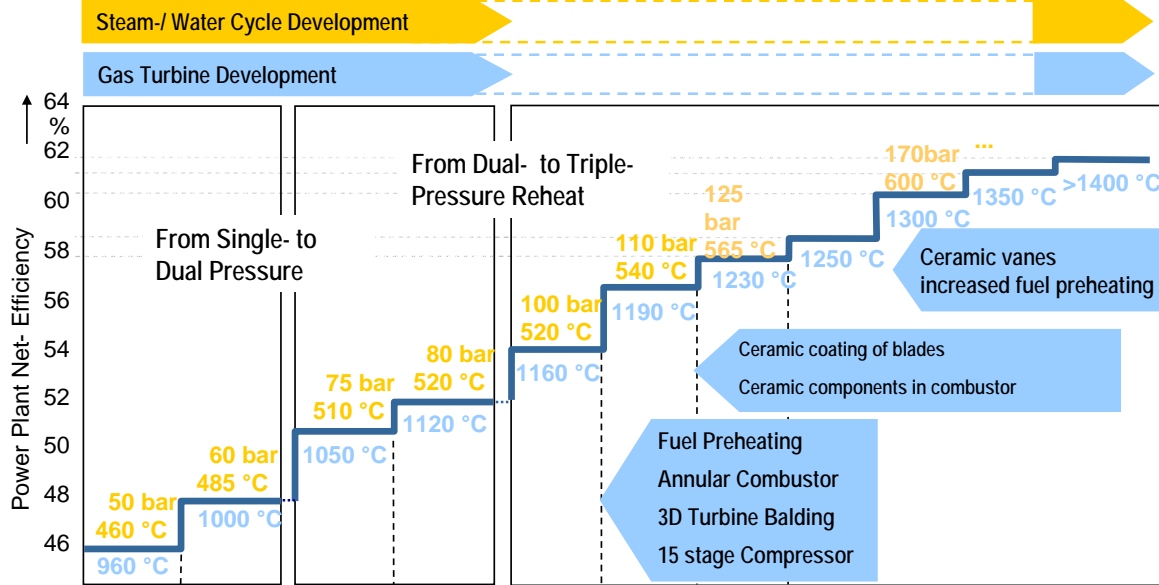 Steam-/ Water Cycle Development
Gas Turbine Development
Power Plant Net- Efficiency
64
%
62
60
58
56
54
52
50
48
46
From Single- to
Dual Pressure
From Dual- to Triple-
Pressure Reheat
50 bar
460 °C
960 °C
60 bar
485 °C
1000 °C
75 bar
510 °C
1050 °C
80 bar
520 °C
1120 °C
100 bar
520 °C
1160 °C
110 bar
540 °C
1190 °C
125
bar
565 °C
1230 °C
1250 °C
170bar
600 °C
1300 °C
...
1350 °C
>1400 °C
Ceramic vanes
increased fuel preheating
Ceramic coating of blades
Ceramic components in combustor
Fuel Preheating
Annular Combustor
3D Turbine Balding
15 stage Compressor